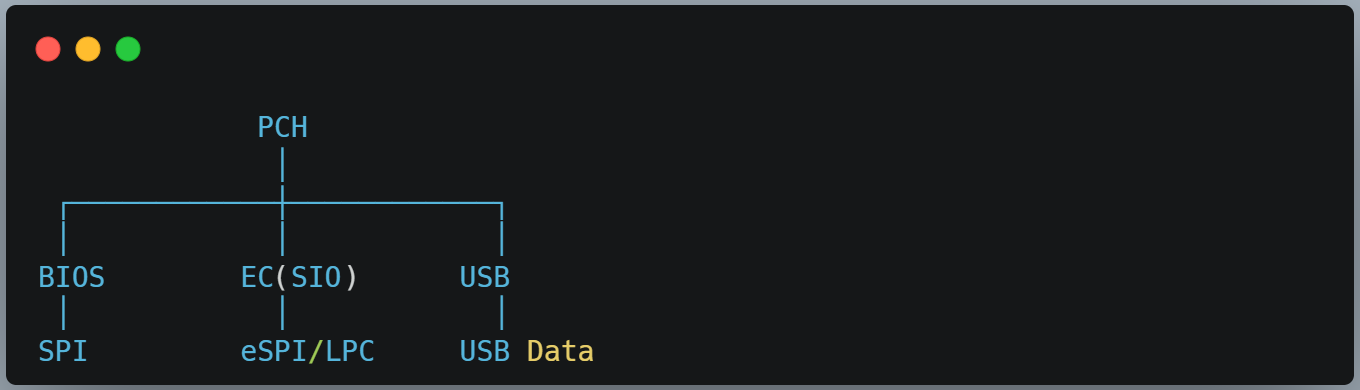 PCH
BIOS EC(SIO) USB
SPI eSPI/LPC USB Data